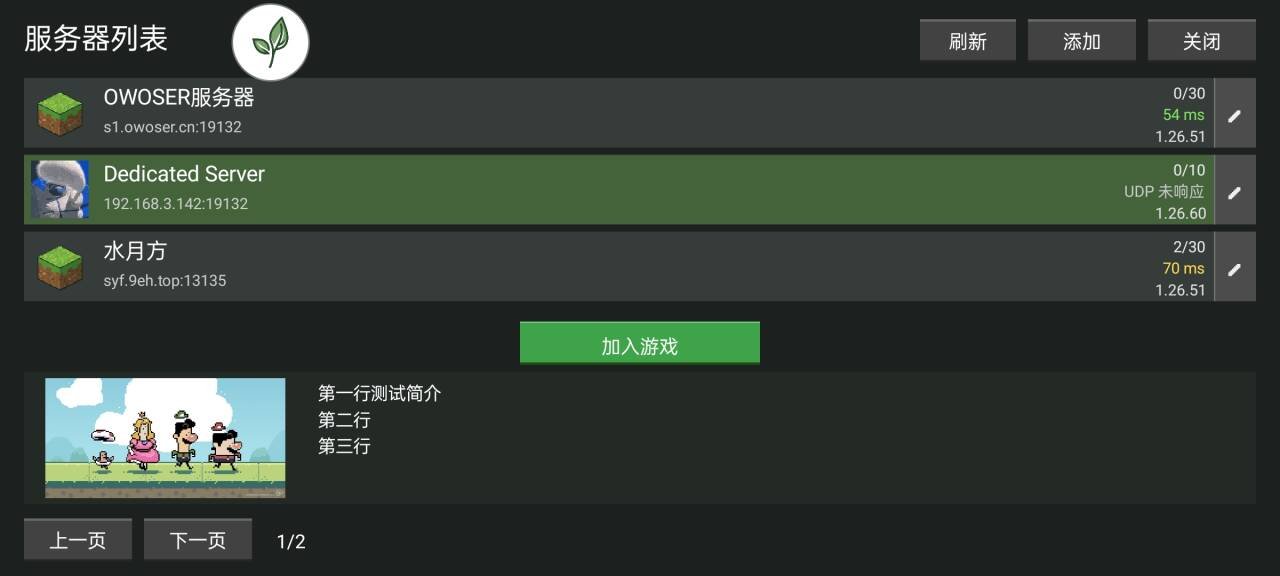 服务器列表
刷新
添加
关闭
OWOSER服务器
s1.owoser.cn:19132
0/30
54 ms
1.26.51
Dedicated Server
192.168.3.142:19132
0/10
UDP 未响应
1.26.60
水月方
syf.9eh.top:13135
2/30
70 ms
1.26.51
加入游戏
第一行测试简介
第二行
第三行
上一页
下一页
1/2